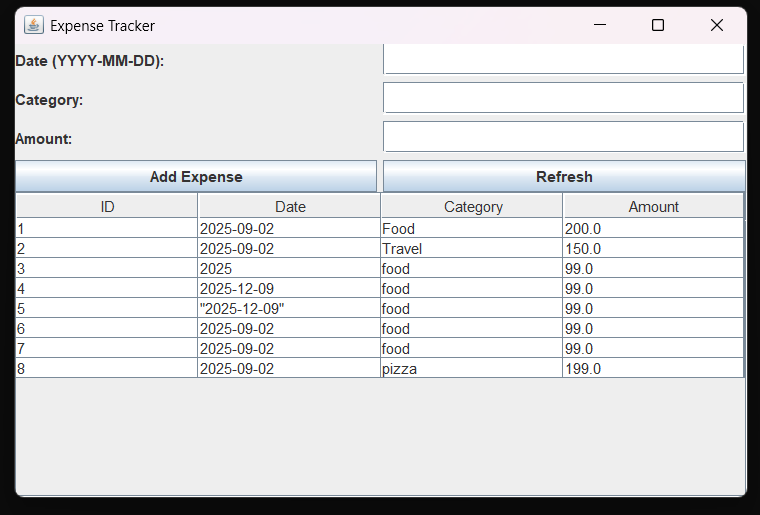 Expense Tracker
Date (YYYY-MM-DD):
Category:
Amount:
Add Expense Refresh
ID Date Category Amount
1 2025-09-02 Food 200.0
2 2025-09-02 Travel 150.0
3 2025 food 99.0
4 2025-12-09 food 99.0
5 "2025-12-09" food 99.0
6 2025-09-02 food 99.0
7 2025-09-02 food 99.0
8 2025-09-02 pizza 199.0